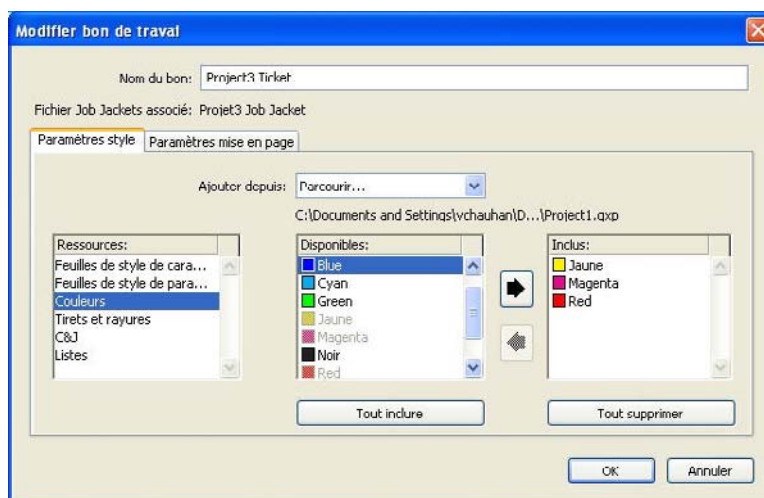 Modifier bon de traval
Nom du bon: Project3 Ticket
Fichier Job Jackets associé: Projet3 Job Jacket
Paramètres style
Paramètres mise en page
Ajouter depuis: Parcourir...
C:\Documents and Settings\vchauhan\D...\Project1.qxp
Ressources:
Feuilles de style de cara...
Feuilles de style de para...
Couleurs
Tirets et rayures
C&J
Listes
Disponibles:
Blue
Cyan
Green
Jaune
Magenta
Noir
Red
Inclus:
Jaune
Magenta
Red
Tout inclure
Tout supprimer
OK
Annuler